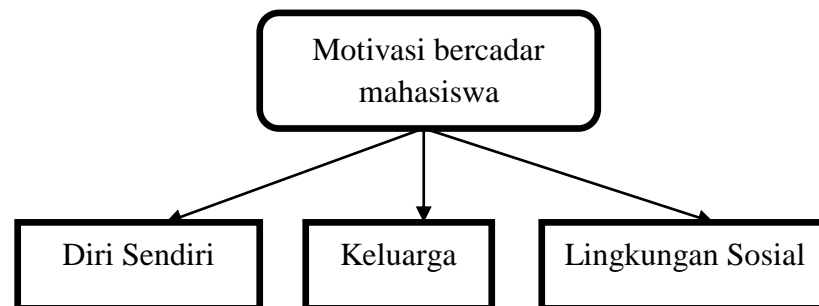 Motivasi bercadar
mahasiswa
Diri Sendiri
Keluarga
Lingkungan Sosial